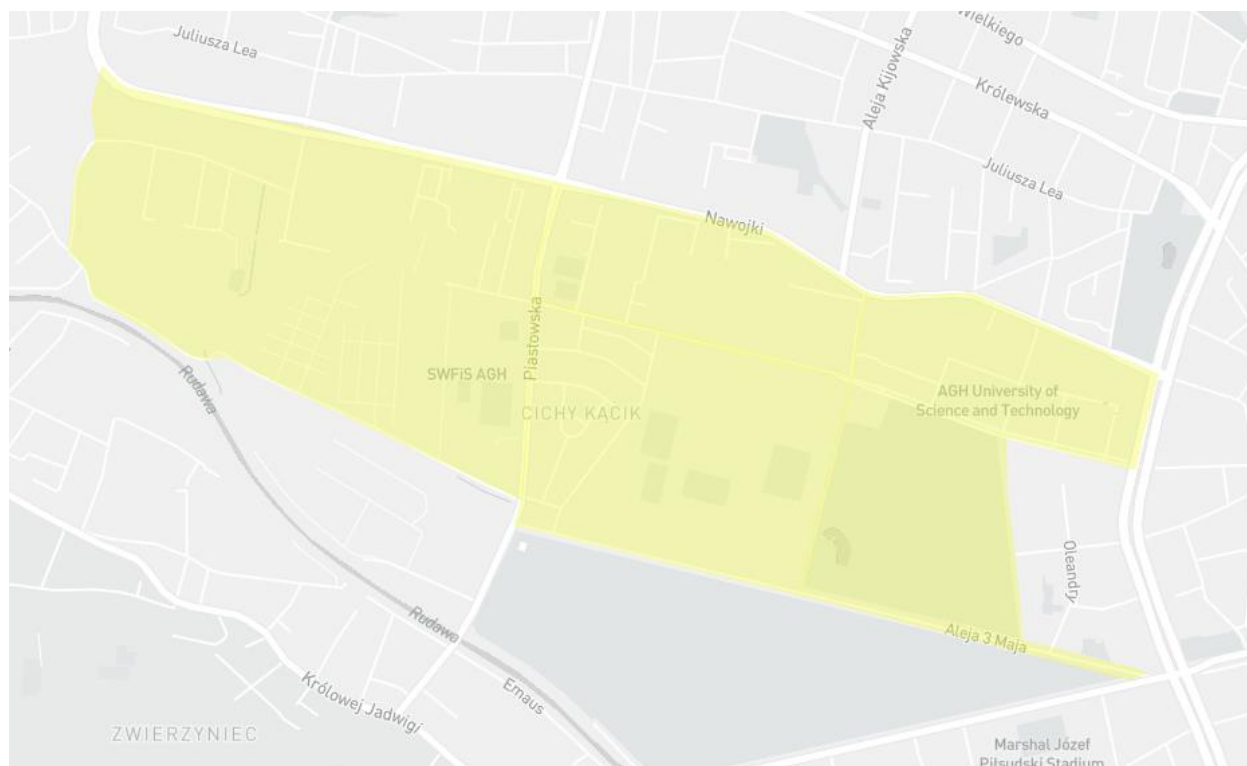 Wielkiego
Juliusza Lea
Aleja Kijowska
Królewska
Juliusza Lea
Nawojki
Piastowska
SWFiS AGH
CICHY KĄCIK
AGH University of
Science and Technology
Rudawa
Oleandry
Rudawa
Aleja 3 Maja
Emaus
Królowej Jadwigi
ZWIERZYNIEC
Marshal Józef
Piłsudski Stadium